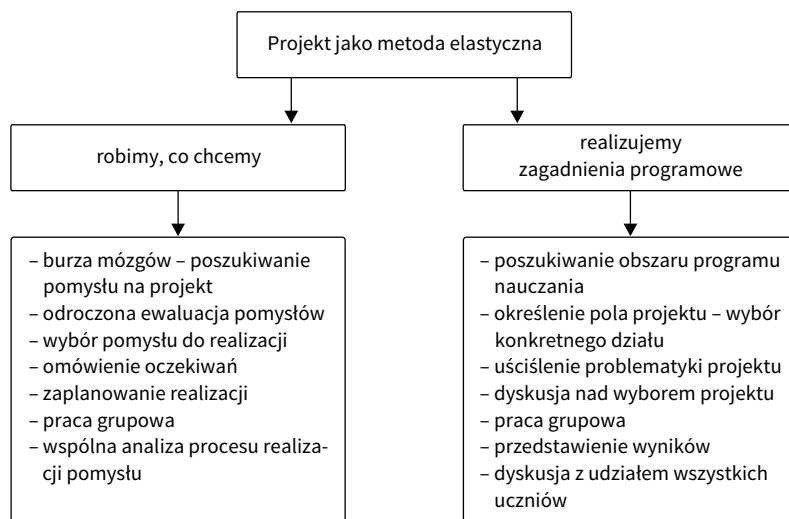 Projekt jako metoda elastyczna
robimy, co chcemy
– burza mózgów – poszukiwanie
pomysłu na projekt
– odroczona ewaluacja pomysłów
– wybór pomysłu do realizacji
– omówienie oczekiwań
– zaplanowanie realizacji
– praca grupowa
– wspólna analiza procesu realiza-
cji pomysłu
realizujemy
zagadnienia programowe
– poszukiwanie obszaru programu
nauczania
– określenie pola projektu – wybór
konkretnego działu
– uściślenie problematyki projektu
– dyskusja nad wyborem projektu
– praca grupowa
– przedstawienie wyników
– dyskusja z udziałem wszystkich
uczniów